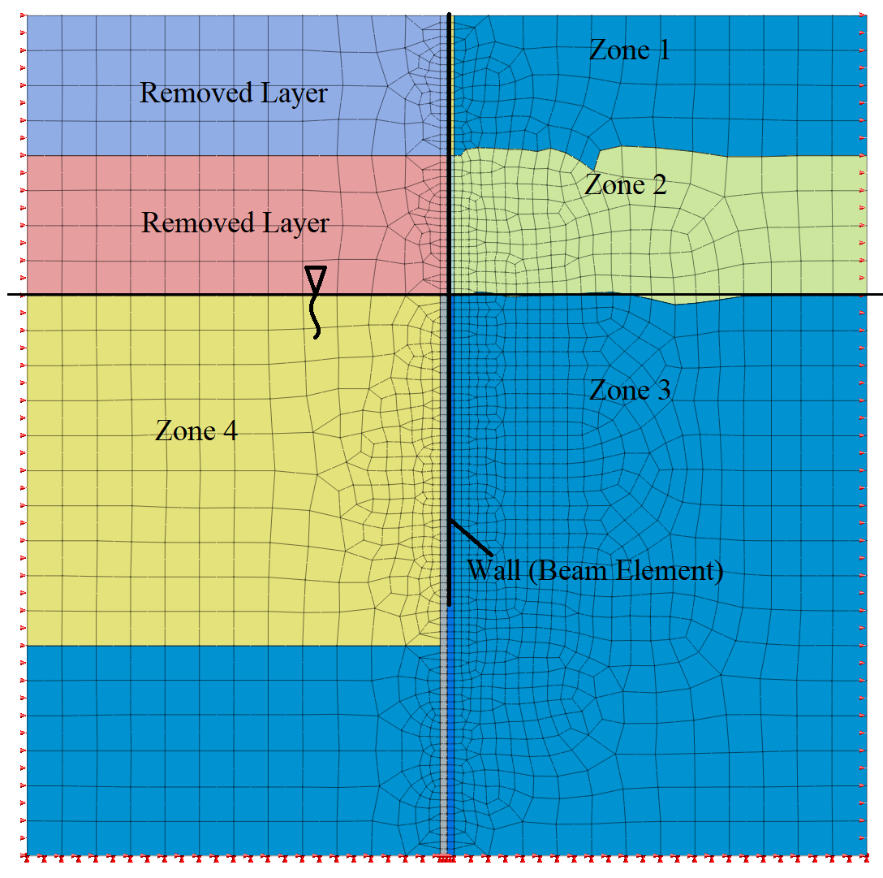 Zone 1
Removed Layer
Zone 2
Removed Layer
Zone 3
Zone 4
Wall (Beam Element)